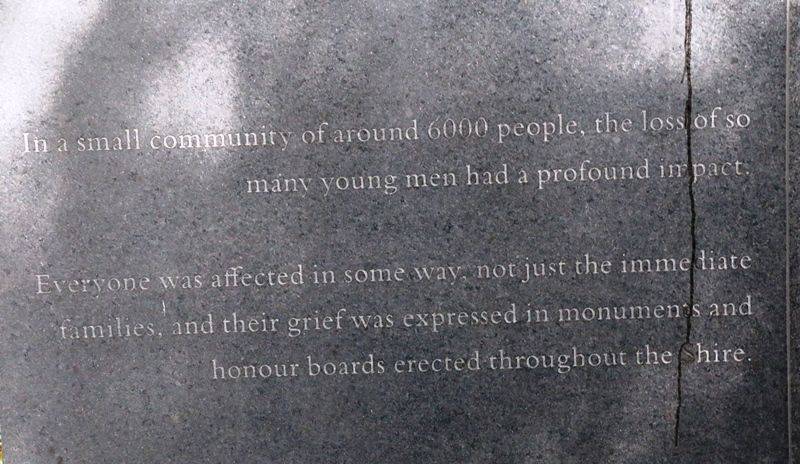 In a small community of around 6000 people, the loss of so
many young men had a profound impact.
Everyone was affected in some way, not just the immediate
families, and their grief was expressed in monuments and
honour boards erected throughout the Shire.